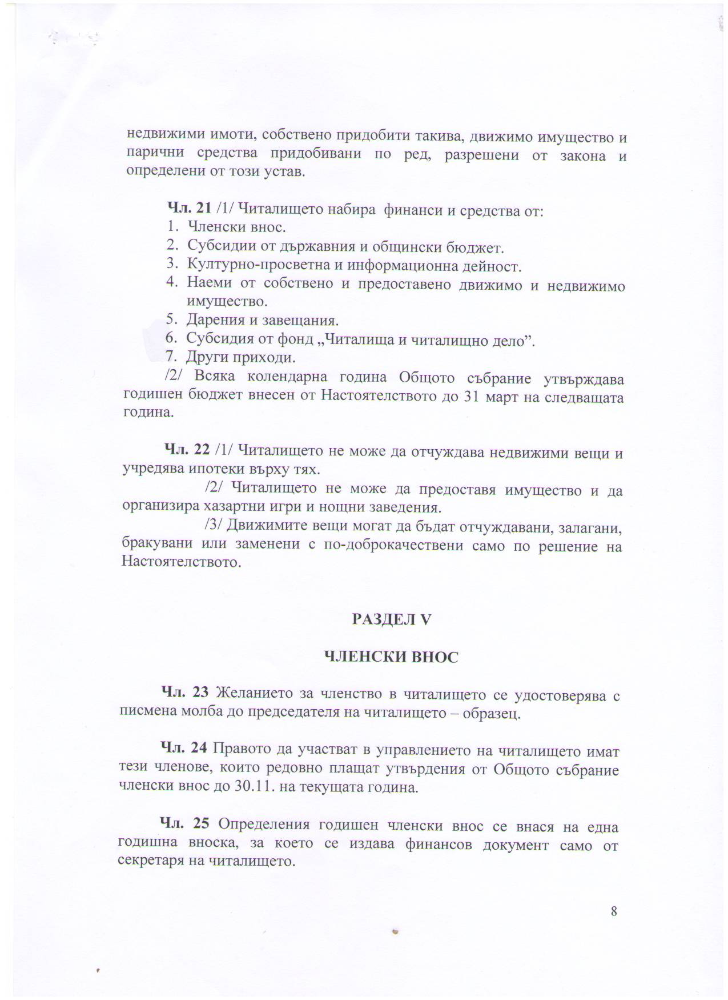 недвижими имоти, собствено придобити такива, движимо имущество и
парични средства придобивани по ред, разрешени от закона и
определени от този устав.
Чл. 21 /1/ Читалището набира финанси и средства от:
1. Членски внос.
2. Субсидии от държавния и общински бюджет.
3. Културно-просветна и информационна дейност.
4. Наеми от собствено и предоставено движимо и недвижимо
имущество.
5. Дарения и завещания.
6. Субсидия от фонд „Читалища и читалищно дело”.
7. Други приходи.
/2/ Всяка колендарна година Общото събрание утвърждава
годишен бюджет внесен от Настоятелството до 31 март на следващата
година.
Чл. 22 /1/ Читалището не може да отчуждава недвижими вещи и
учредява ипотеки върху тях.
/2/ Читалището не може да предоставя имущество и да
организира хазартни игри и нощни заведения.
/3/ Движимите вещи могат да бъдат отчуждавани, залагани,
бракувани или заменени с по-доброкачествени само по решение на
Настоятелството.
РАЗДЕЛ V
ЧЛЕНСКИ ВНОС
Чл. 23 Желанието за членство в читалището се удостоверява с
писмена молба до председателя на читалището – образец.
Чл. 24 Правото да участват в управлението на читалището имат
тези членове, които редовно плащат утвърдения от Общото събрание
членски внос до 30.11. на текущата година.
Чл. 25 Определения годишен членски внос се внася на една
годишна вноска, за което се издава финансов документ само от
секретаря на читалището.
8